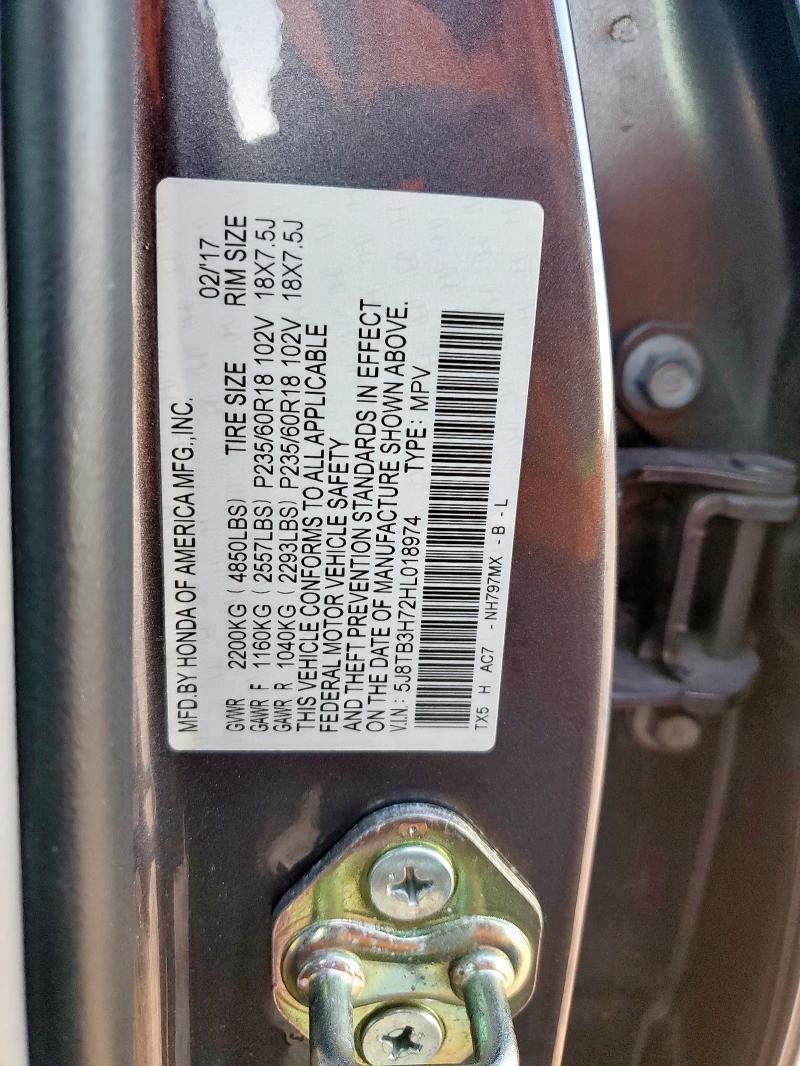 MFD.BY HONDA OF AMERICA MFG.,INC. 02/'17
GVWR 2200KG ( 4850LBS) TIRE SIZE RIM SIZE
GAWR F 1160KG ( 2557LBS) P235/60R18 102V 18X7.5J
GAWR R 1040KG ( 2293LBS) P235/60R18 102V 18X7.5J
THIS VEHICLE CONFORMS TO ALL APPLICABLE
FEDERAL MOTOR VEHICLE SAFETY
AND THEFT PREVENTION STANDARDS IN EFFECT
ON THE DATE OF MANUFACTURE SHOWN ABOVE.
V.I.N.: 5J8TB3H72HL018974 TYPE: MPV
TX5 H AC7 -NH797MX - B - L